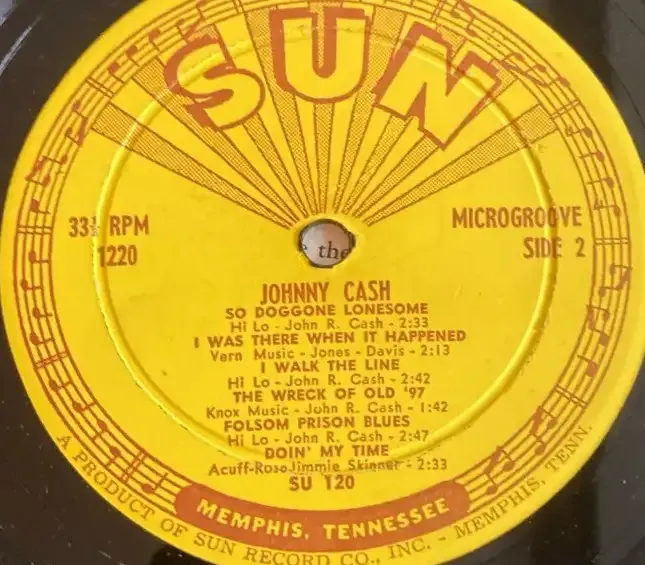 SUN
33⅓ RPM
1220
MICROGROOVE
SIDE 2
e the
JOHNNY CASH
SO DOGGONE LONESOME
Hi Lo - John R. Cash - 2:33
I WAS THERE WHEN IT HAPPENED
Vern Music - Jones - Davis - 2:13
I WALK THE LINE
Hi Lo - John R. Cash - 2:42
THE WRECK OF OLD '97
Knox Music - John R. Cash - 1:42
FOLSOM PRISON BLUES
Hi Lo - John R. Cash - 2:47
DOIN' MY TIME
Acuff-Rose Jimmie Skinner - 2:33
SU 120
MEMPHIS, TENNESSEE
A PRODUCT OF SUN RECORD CO., INC. - MEMPHIS, TENN.